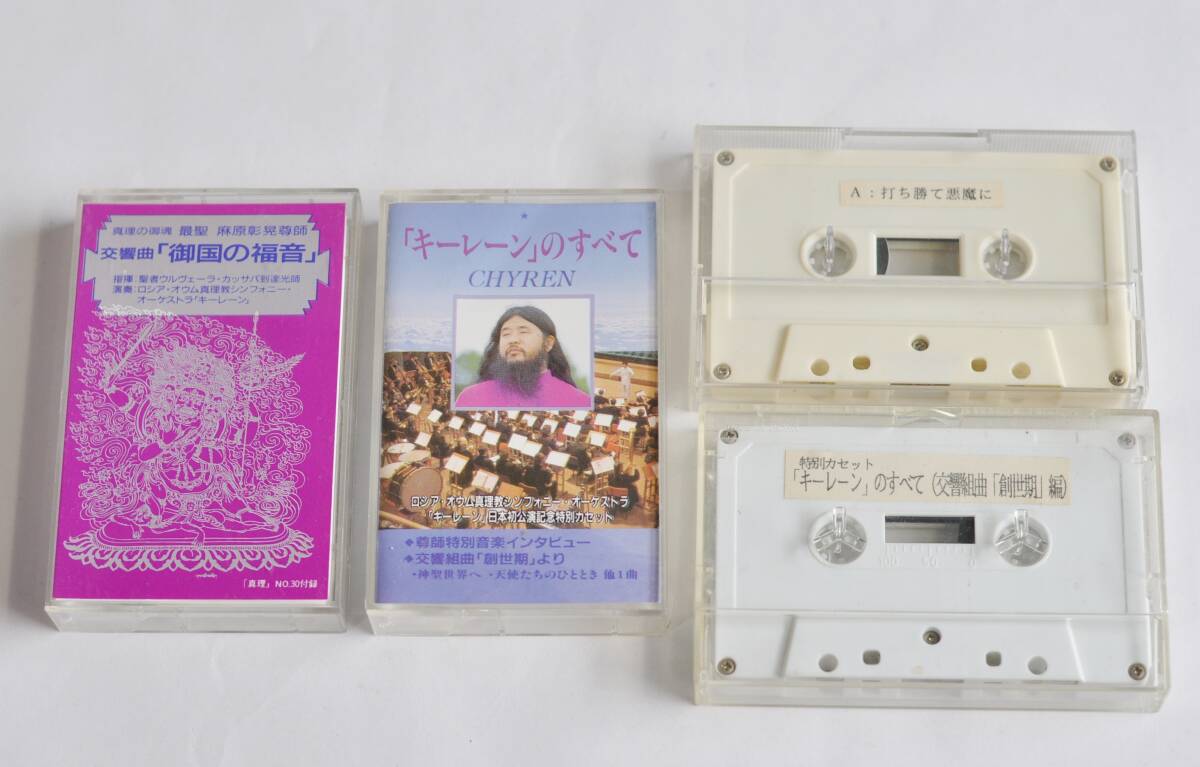 真理の御魂 最聖 麻原彰晃尊師
交響曲「御国の福音」
指揮：聖者ウルヴェーラ・カッサパ到達光師
演奏：ロシア・オウム真理教シンフォニー・
オーケストラ「キーレーン」
「真理」NO.30付録
「キーレーン」のすべて
CHYREN
ロシア・オウム真理教シンフォニー・オーケストラ
「キーレーン」日本初公演記念特別カセット
◆尊師特別音楽インタビュー
◆交響組曲「創世期」より
・神聖世界へ ・天使たちのひととき 他1曲
A：打ち勝て悪魔に
特別カセット
「キーレーン」のすべて（交響組曲「創世期」編）
100 50 0